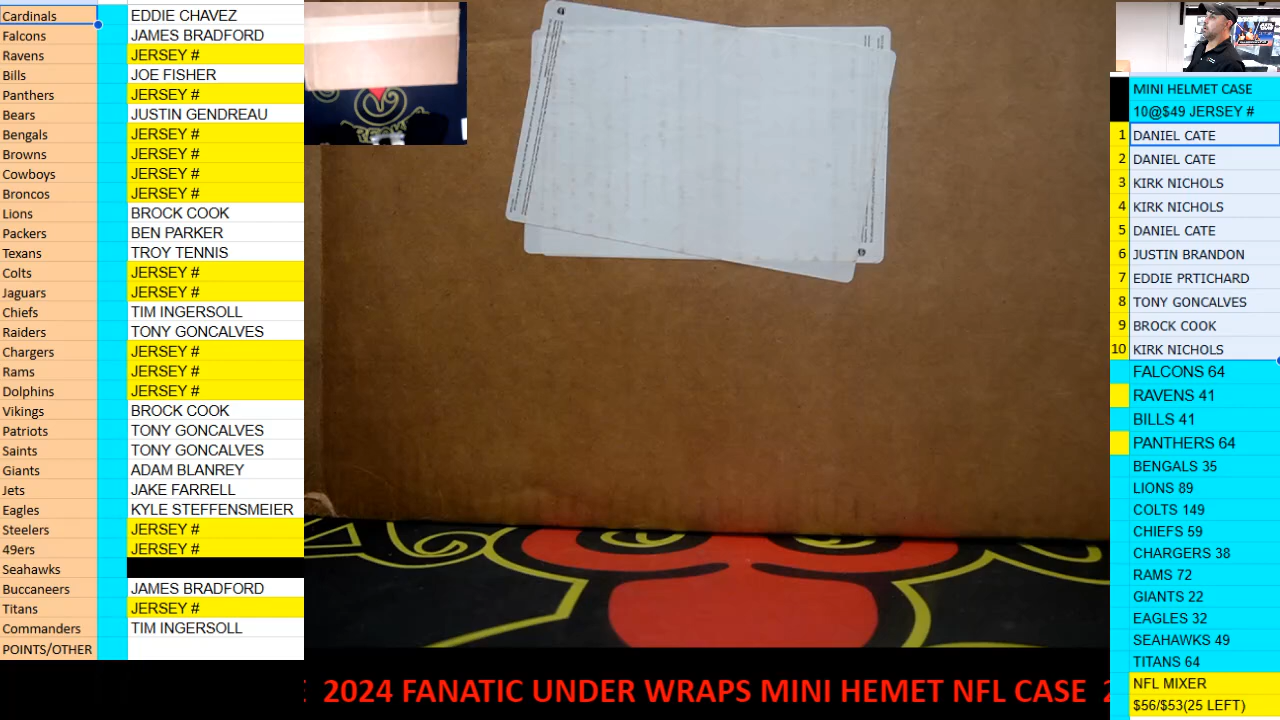 Cardinals EDDIE CHAVEZ
Falcons JAMES BRADFORD
Ravens JERSEY #
Bills JOE FISHER
Panthers JERSEY #
Bears JUSTIN GENDREAU
Bengals JERSEY #
Browns JERSEY #
Cowboys JERSEY #
Broncos JERSEY #
Lions BROCK COOK
Packers BEN PARKER
Texans TROY TENNIS
Colts JERSEY #
Jaguars JERSEY #
Chiefs TIM INGERSOLL
Raiders TONY GONCALVES
Chargers JERSEY #
Rams JERSEY #
Dolphins JERSEY #
Vikings BROCK COOK
Patriots TONY GONCALVES
Saints TONY GONCALVES
Giants ADAM BLANREY
Jets JAKE FARRELL
Eagles KYLE STEFFENSMEIER
Steelers JERSEY #
49ers JERSEY #
Seahawks
Buccaneers JAMES BRADFORD
Titans JERSEY #
Commanders TIM INGERSOLL
POINTS/OTHER
MINI HELMET CASE
10@$49 JERSEY #
1 DANIEL CATE
2 DANIEL CATE
3 KIRK NICHOLS
4 KIRK NICHOLS
5 DANIEL CATE
6 JUSTIN BRANDON
7 EDDIE PRTICHARD
8 TONY GONCALVES
9 BROCK COOK
10 KIRK NICHOLS
FALCONS 64
RAVENS 41
BILLS 41
PANTHERS 64
BENGALS 35
LIONS 89
COLTS 149
CHIEFS 59
CHARGERS 38
RAMS 72
GIANTS 22
EAGLES 32
SEAHAWKS 49
TITANS 64
NFL MIXER
$56/$53(25 LEFT)
2024 FANATIC UNDER WRAPS MINI HEMET NFL CASE